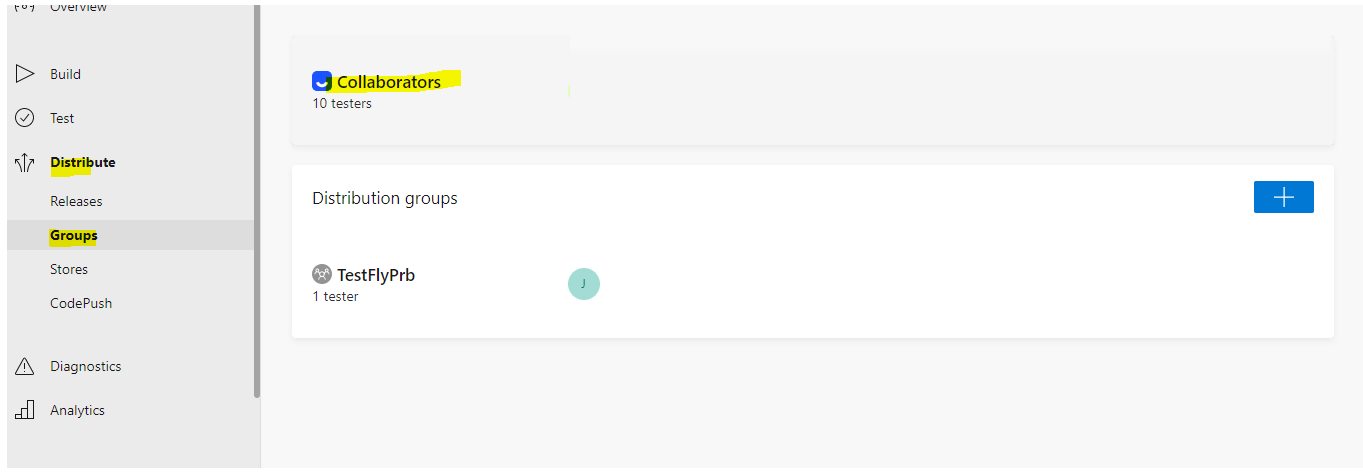 Overview
Build
Test
Distribute
Releases
Groups
Stores
CodePush
Diagnostics
Analytics
Collaborators
10 testers
Distribution groups
TestFlyPrb
1 tester
J